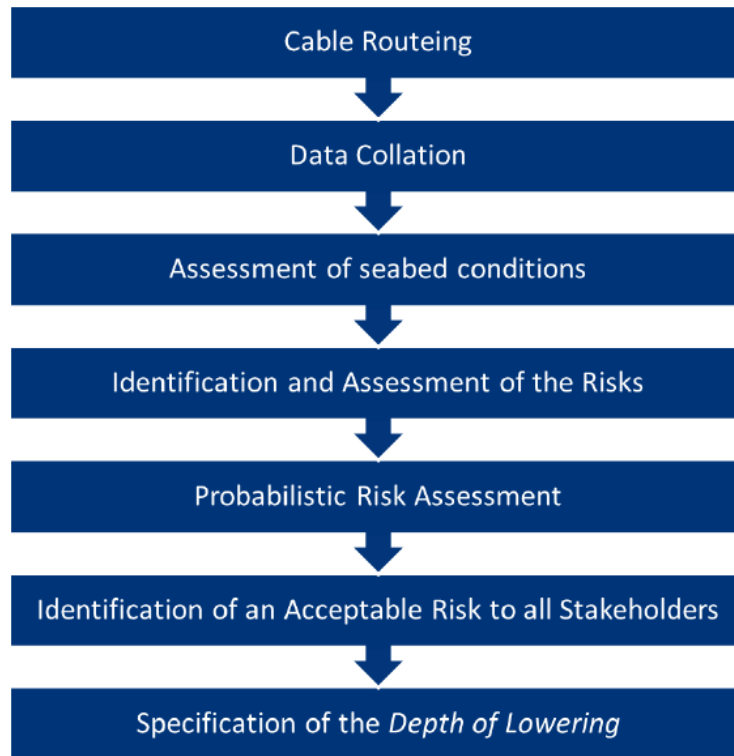 Cable Routeing
Data Collation
Assessment of seabed conditions
Identification and Assessment of the Risks
Probabilistic Risk Assessment
Identification of an Acceptable Risk to all Stakeholders
Specification of the Depth of Lowering